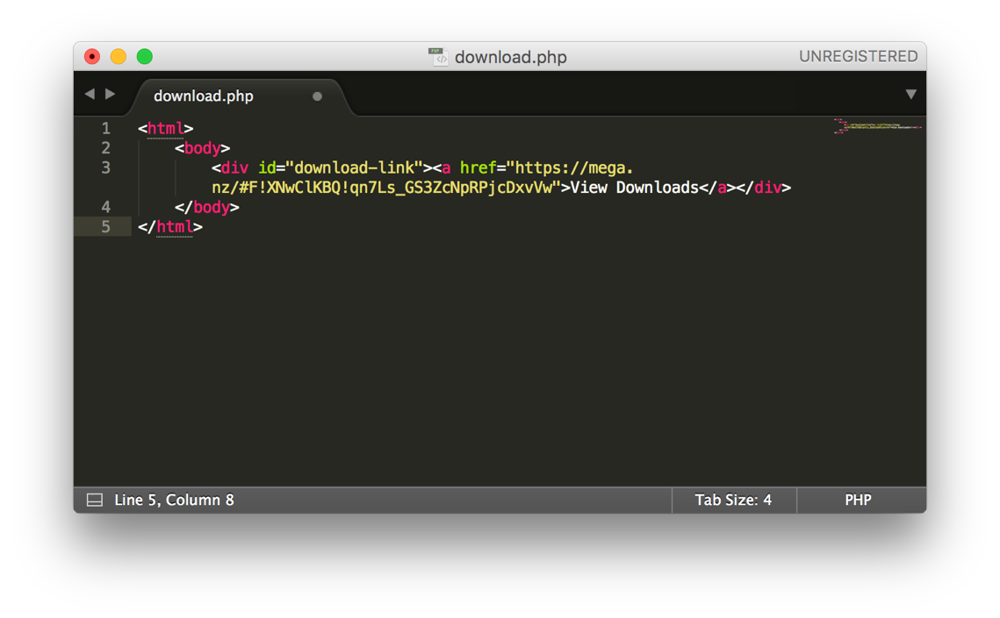 download.php
UNREGISTERED
download.php
1 <html>
2 <body>
3 <div id="download-link"><a href="https://mega.
nz/#F!XNwClKBQ!qn7Ls_GS3ZcNpRPjcDxvVw">View Downloads</a></div>
4 </body>
5 </html>
Line 5, Column 8
Tab Size: 4
PHP